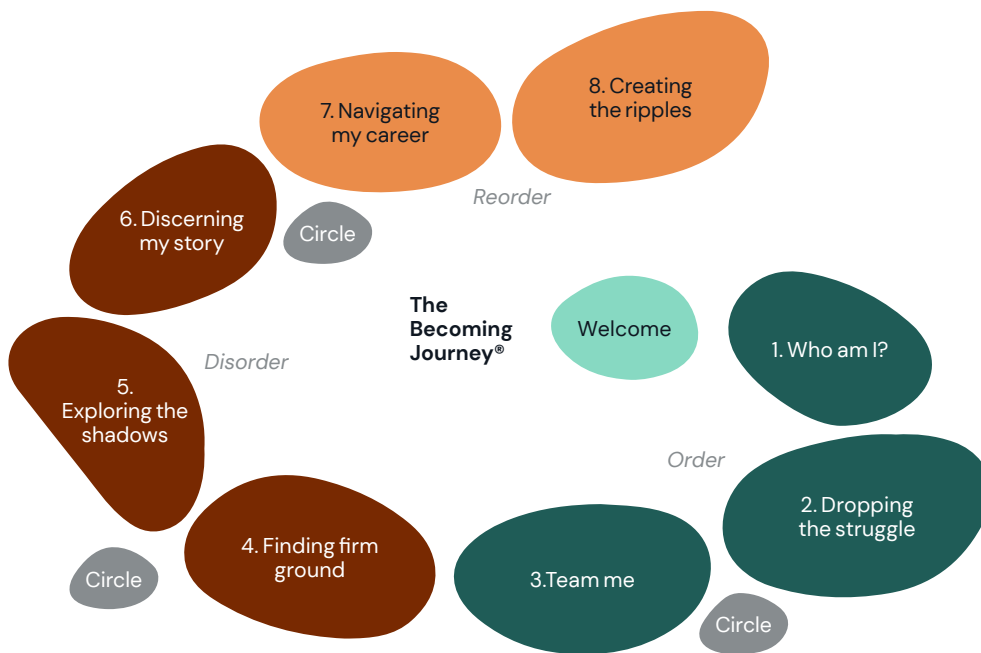 The
Becoming
Journey®
Welcome
1. Who am I?
Order
2. Dropping
the struggle
Circle
3.Team me
4. Finding firm
ground
Circle
5.
Exploring the
shadows
Disorder
6. Discerning
my story
Circle
7. Navigating
my career
Reorder
8. Creating
the ripples